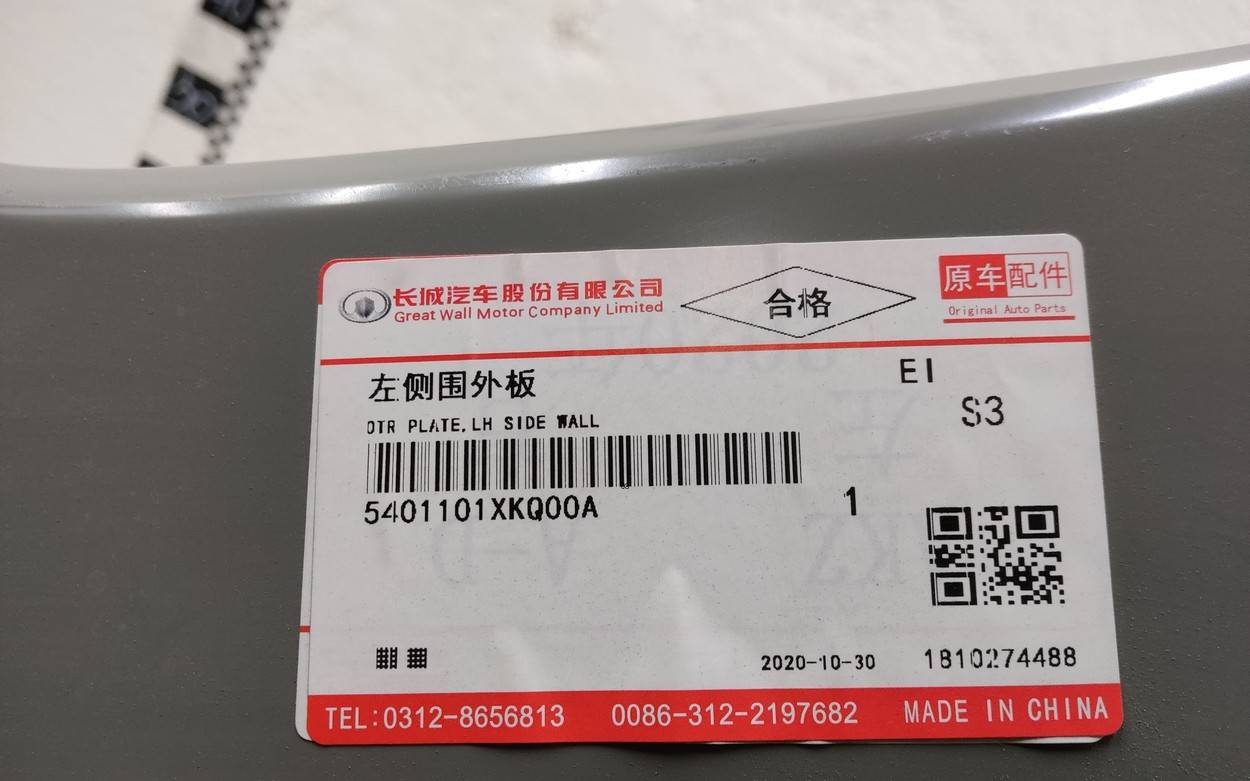 长城汽车股份有限公司
Great Wall Motor Company Limited
合格
原车配件
Original Auto Parts
左侧围外板
EI
OTR PLATE,LH SIDE WALL
S3
5401101XKQ00A
1
2020-10-30
1810274488
TEL:0312-8656813
0086-312-2197682
MADE IN CHINA